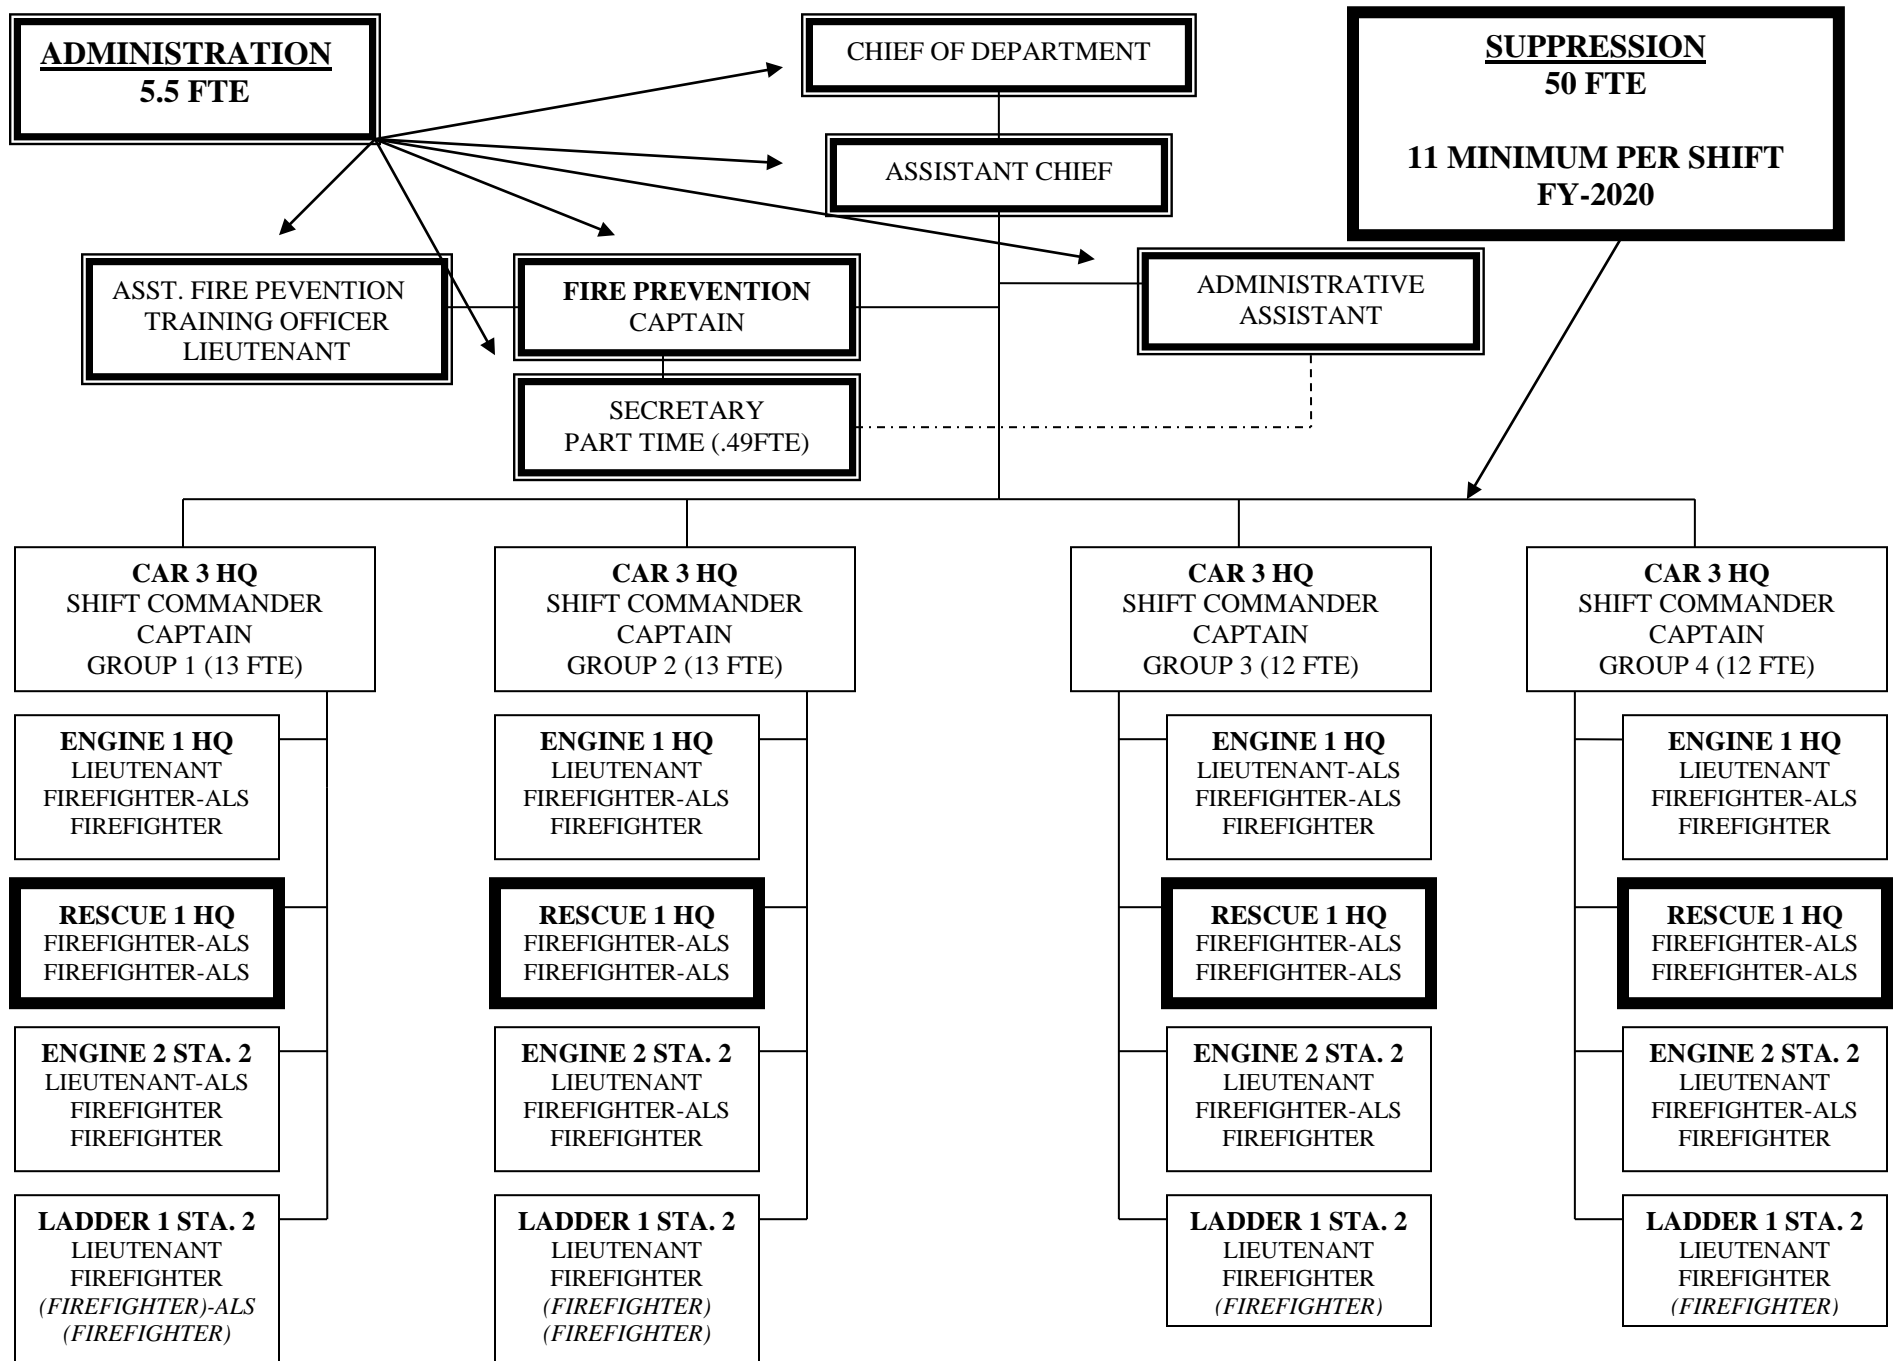 ADMINISTRATION
5.5 FTE
CHIEF OF DEPARTMENT
SUPPRESSION
50 FTE
11 MINIMUM PER SHIFT
FY-2020
ASSISTANT CHIEF
ASST. FIRE PEVENTION
TRAINING OFFICER
LIEUTENANT
FIRE PREVENTION
CAPTAIN
ADMINISTRATIVE
ASSISTANT
SECRETARY
PART TIME (.49FTE)
CAR 3 HQ
SHIFT COMMANDER
CAPTAIN
GROUP 1 (13 FTE)
ENGINE 1 HQ
LIEUTENANT
FIREFIGHTER-ALS
FIREFIGHTER
RESCUE 1 HQ
FIREFIGHTER-ALS
FIREFIGHTER-ALS
ENGINE 2 STA. 2
LIEUTENANT-ALS
FIREFIGHTER
FIREFIGHTER
LADDER 1 STA. 2
LIEUTENANT
FIREFIGHTER
(FIREFIGHTER)-ALS
(FIREFIGHTER)
CAR 3 HQ
SHIFT COMMANDER
CAPTAIN
GROUP 2 (13 FTE)
ENGINE 1 HQ
LIEUTENANT
FIREFIGHTER-ALS
FIREFIGHTER
RESCUE 1 HQ
FIREFIGHTER-ALS
FIREFIGHTER-ALS
ENGINE 2 STA. 2
LIEUTENANT
FIREFIGHTER-ALS
FIREFIGHTER
LADDER 1 STA. 2
LIEUTENANT
FIREFIGHTER
(FIREFIGHTER)
(FIREFIGHTER)
CAR 3 HQ
SHIFT COMMANDER
CAPTAIN
GROUP 3 (12 FTE)
ENGINE 1 HQ
LIEUTENANT-ALS
FIREFIGHTER-ALS
FIREFIGHTER
RESCUE 1 HQ
FIREFIGHTER-ALS
FIREFIGHTER-ALS
ENGINE 2 STA. 2
LIEUTENANT
FIREFIGHTER-ALS
FIREFIGHTER
LADDER 1 STA. 2
LIEUTENANT
FIREFIGHTER
(FIREFIGHTER)
CAR 3 HQ
SHIFT COMMANDER
CAPTAIN
GROUP 4 (12 FTE)
ENGINE 1 HQ
LIEUTENANT
FIREFIGHTER-ALS
FIREFIGHTER
RESCUE 1 HQ
FIREFIGHTER-ALS
FIREFIGHTER-ALS
ENGINE 2 STA. 2
LIEUTENANT
FIREFIGHTER-ALS
FIREFIGHTER
LADDER 1 STA. 2
LIEUTENANT
FIREFIGHTER
(FIREFIGHTER)